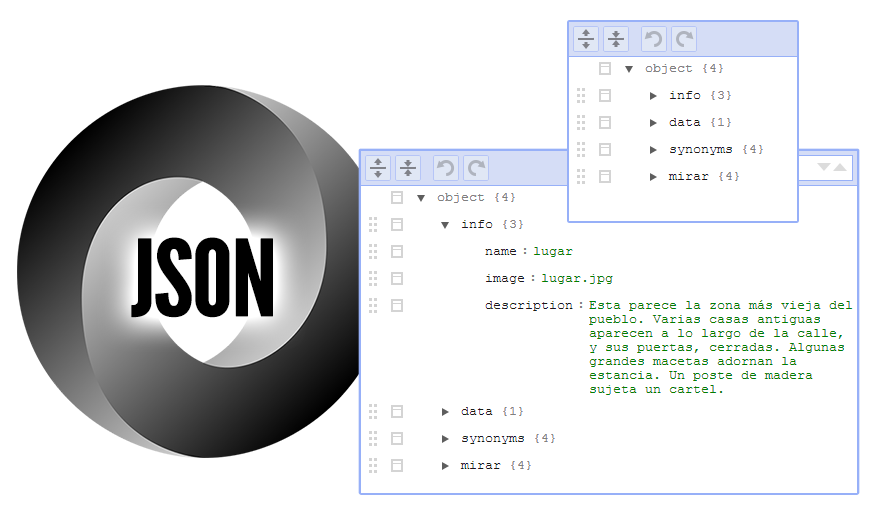 JSON
object {4}
info {3}
data {1}
synonyms {4}
mirar {4}
object {4}
info {3}
name : lugar
image : lugar.jpg
description : Esta parece la zona más vieja del
pueblo. Varias casas antiguas
aparecen a lo largo de la calle,
y sus puertas, cerradas. Algunas
grandes macetas adornan la
estancia. Un poste de madera
sujeta un cartel.
data {1}
synonyms {4}
mirar {4}